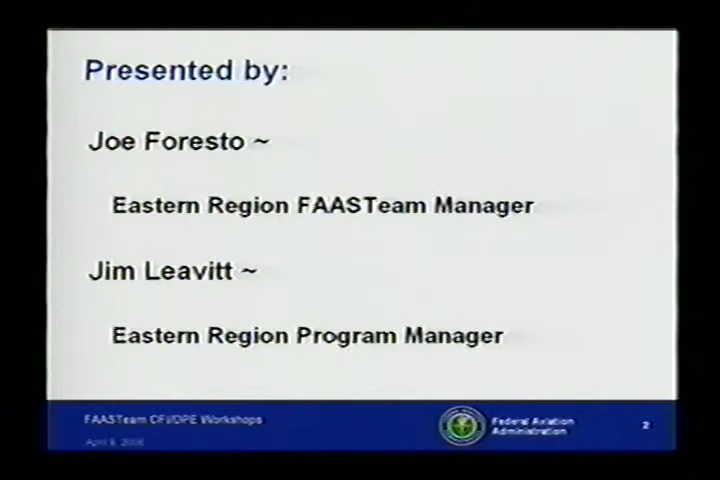 Presented by:
Joe Foresto ~
Eastern Region FAASTeam Manager
Jim Leavitt ~
Eastern Region Program Manager
FAASTeam CFI/DPE Workshops
Federal Aviation
Administration
2